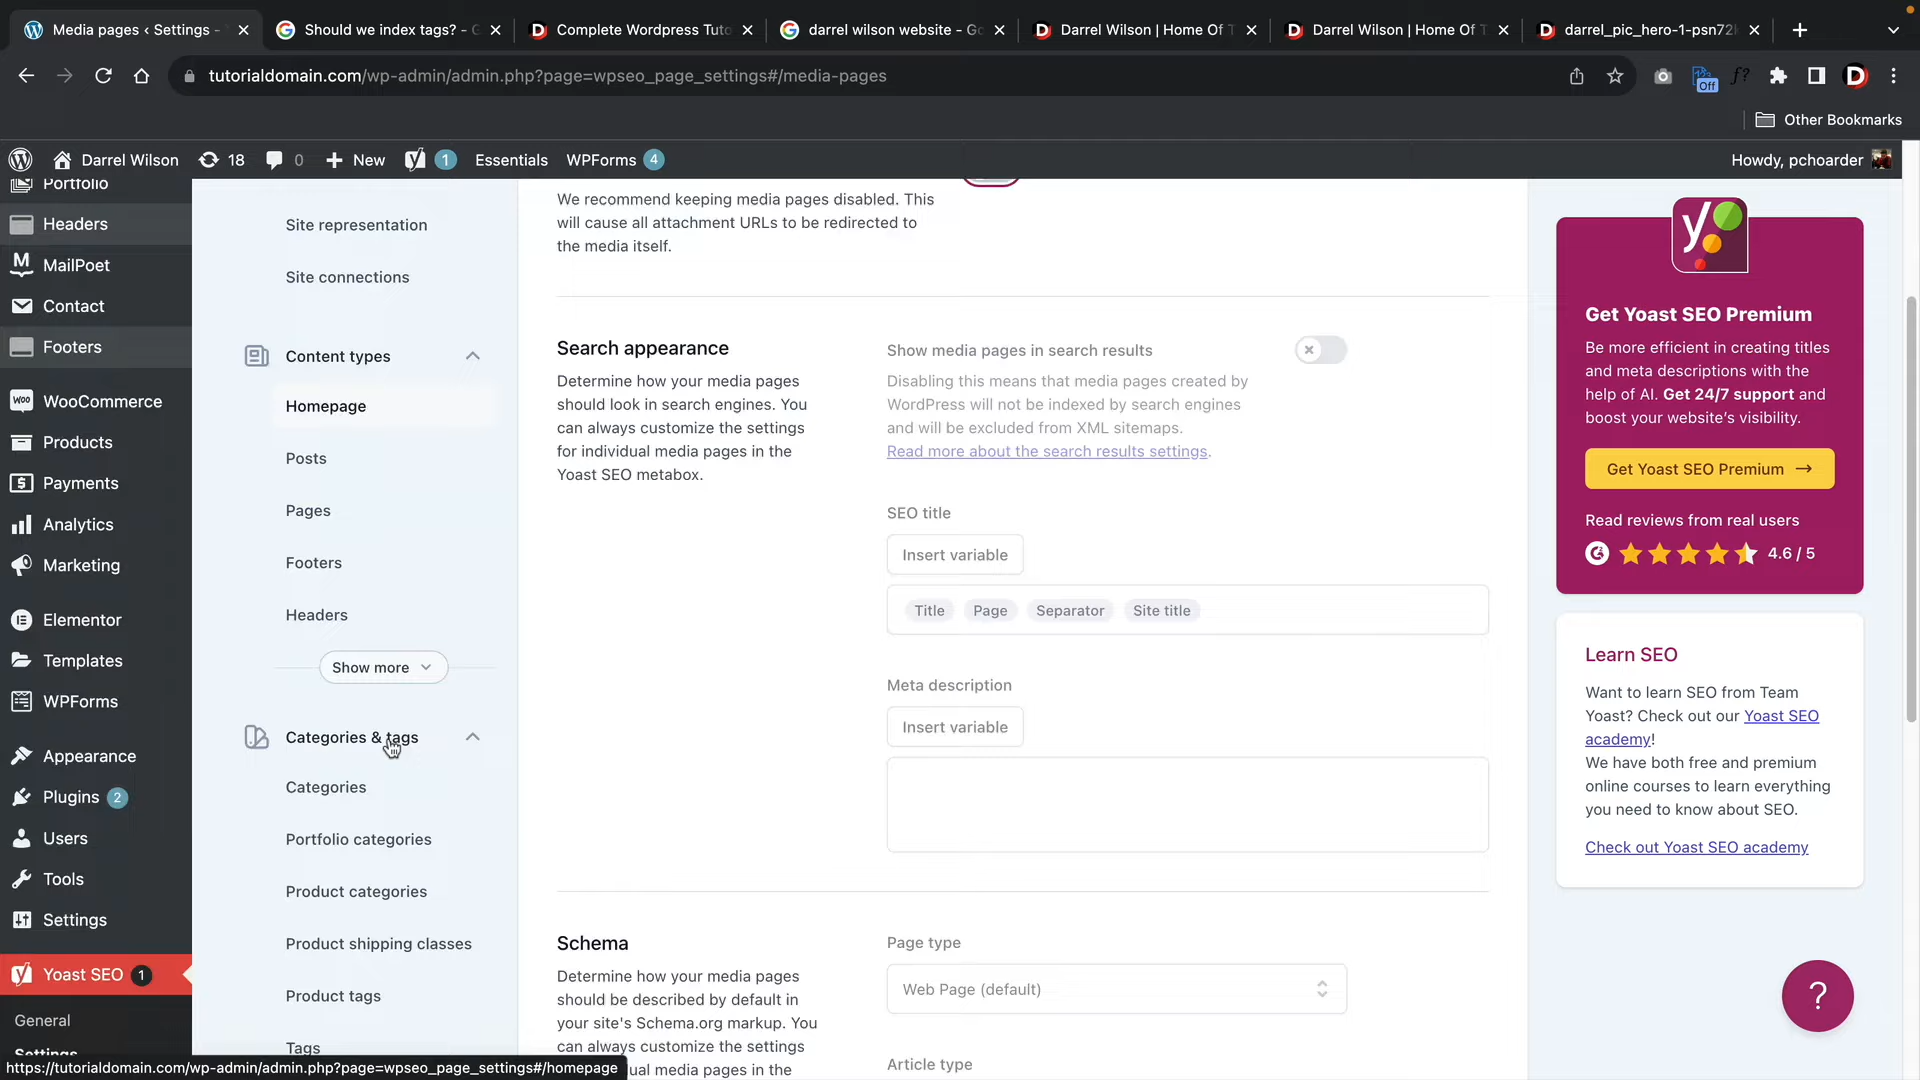 Media pages ‹ Settings -
Should we index tags? - G
Complete Wordpress Tuto
darrel wilson website - Go
Darrel Wilson | Home Of T
Darrel Wilson | Home Of T
darrel_pic_hero-1-psn72
tutorialdomain.com/wp-admin/admin.php?page=wpseo_page_settings#/media-pages
Off
f?
Other Bookmarks
Darrel Wilson
18
0
New
1
Essentials
WPForms 4
Howdy, pchoarder
Portfolio
Headers
MailPoet
Contact
Footers
WooCommerce
Products
Payments
Analytics
Marketing
Elementor
Templates
WPForms
Appearance
Plugins 2
Users
Tools
Settings
Yoast SEO 1
General
Settings
Site representation
Site connections
Content types
Homepage
Posts
Pages
Footers
Headers
Show more
Categories & tags
Categories
Portfolio categories
Product categories
Product shipping classes
Product tags
Tags
We recommend keeping media pages disabled. This
will cause all attachment URLs to be redirected to
the media itself.
Search appearance
Determine how your media pages
should look in search engines. You
can always customize the settings
for individual media pages in the
Yoast SEO metabox.
Show media pages in search results
Disabling this means that media pages created by
WordPress will not be indexed by search engines
and will be excluded from XML sitemaps.
Read more about the search results settings.
SEO title
Insert variable
Title Page Separator Site title
Meta description
Insert variable
Schema
Determine how your media pages
should be described by default in
your site's Schema.org markup. You
can always customize the settings
ual media pages in the
Page type
Web Page (default)
Article type
Get Yoast SEO Premium
Be more efficient in creating titles
and meta descriptions with the
help of AI. Get 24/7 support and
boost your website's visibility.
Get Yoast SEO Premium →
Read reviews from real users
4.6 / 5
Learn SEO
Want to learn SEO from Team
Yoast? Check out our Yoast SEO
academy!
We have both free and premium
online courses to learn everything
you need to know about SEO.
Check out Yoast SEO academy
?
https://tutorialdomain.com/wp-admin/admin.php?page=wpseo_page_settings#/homepage